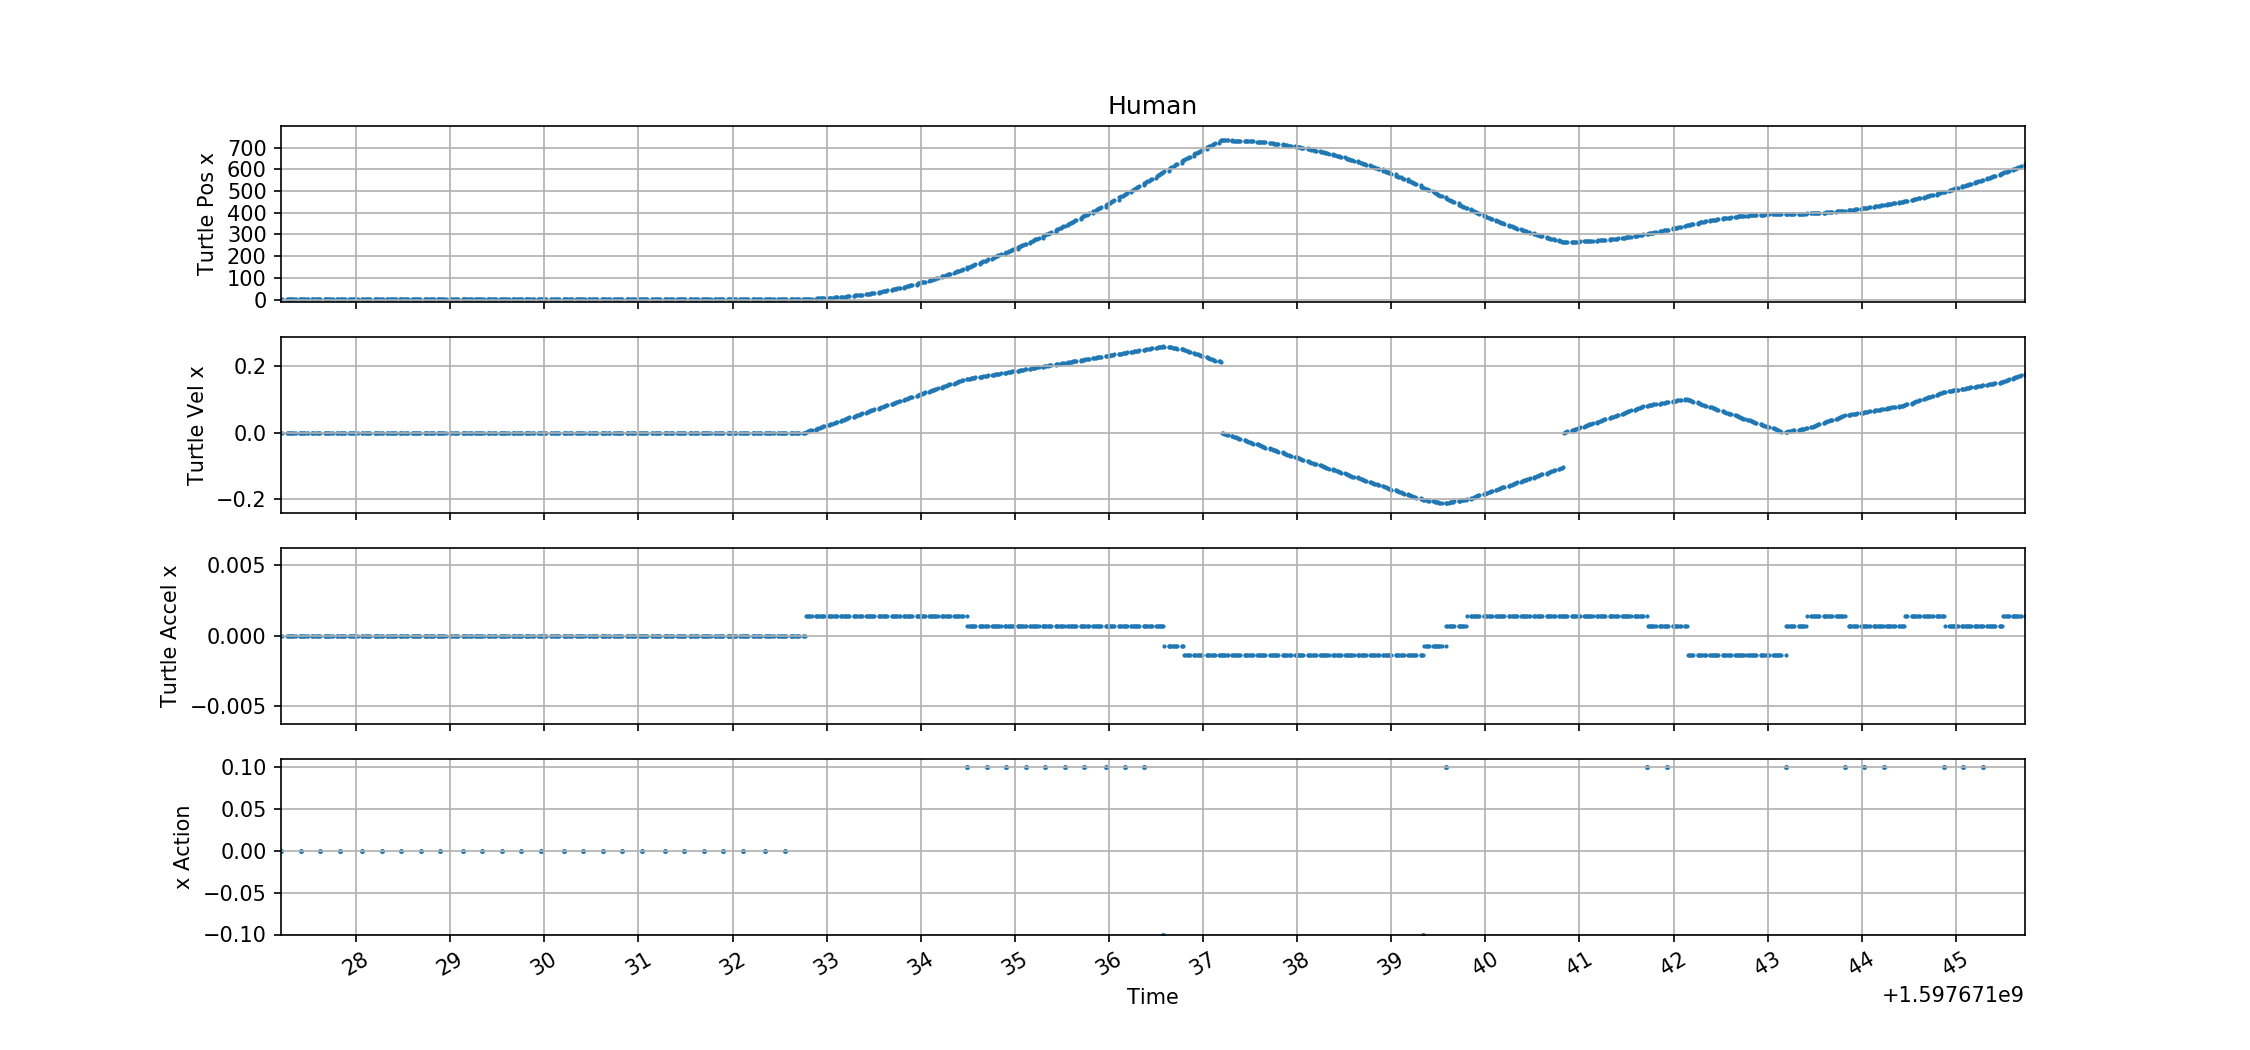 Human
Turtle Pos x
700
600
500
400
300
200
100
0
Turtle Vel x
0.2
0.0
−0.2
Turtle Accel x
0.005
0.000
−0.005
x Action
0.10
0.05
0.00
−0.05
−0.10
28 29 30 31 32 33 34 35 36 37 38 39 40 41 42 43 44 45
Time
+1.597671e9